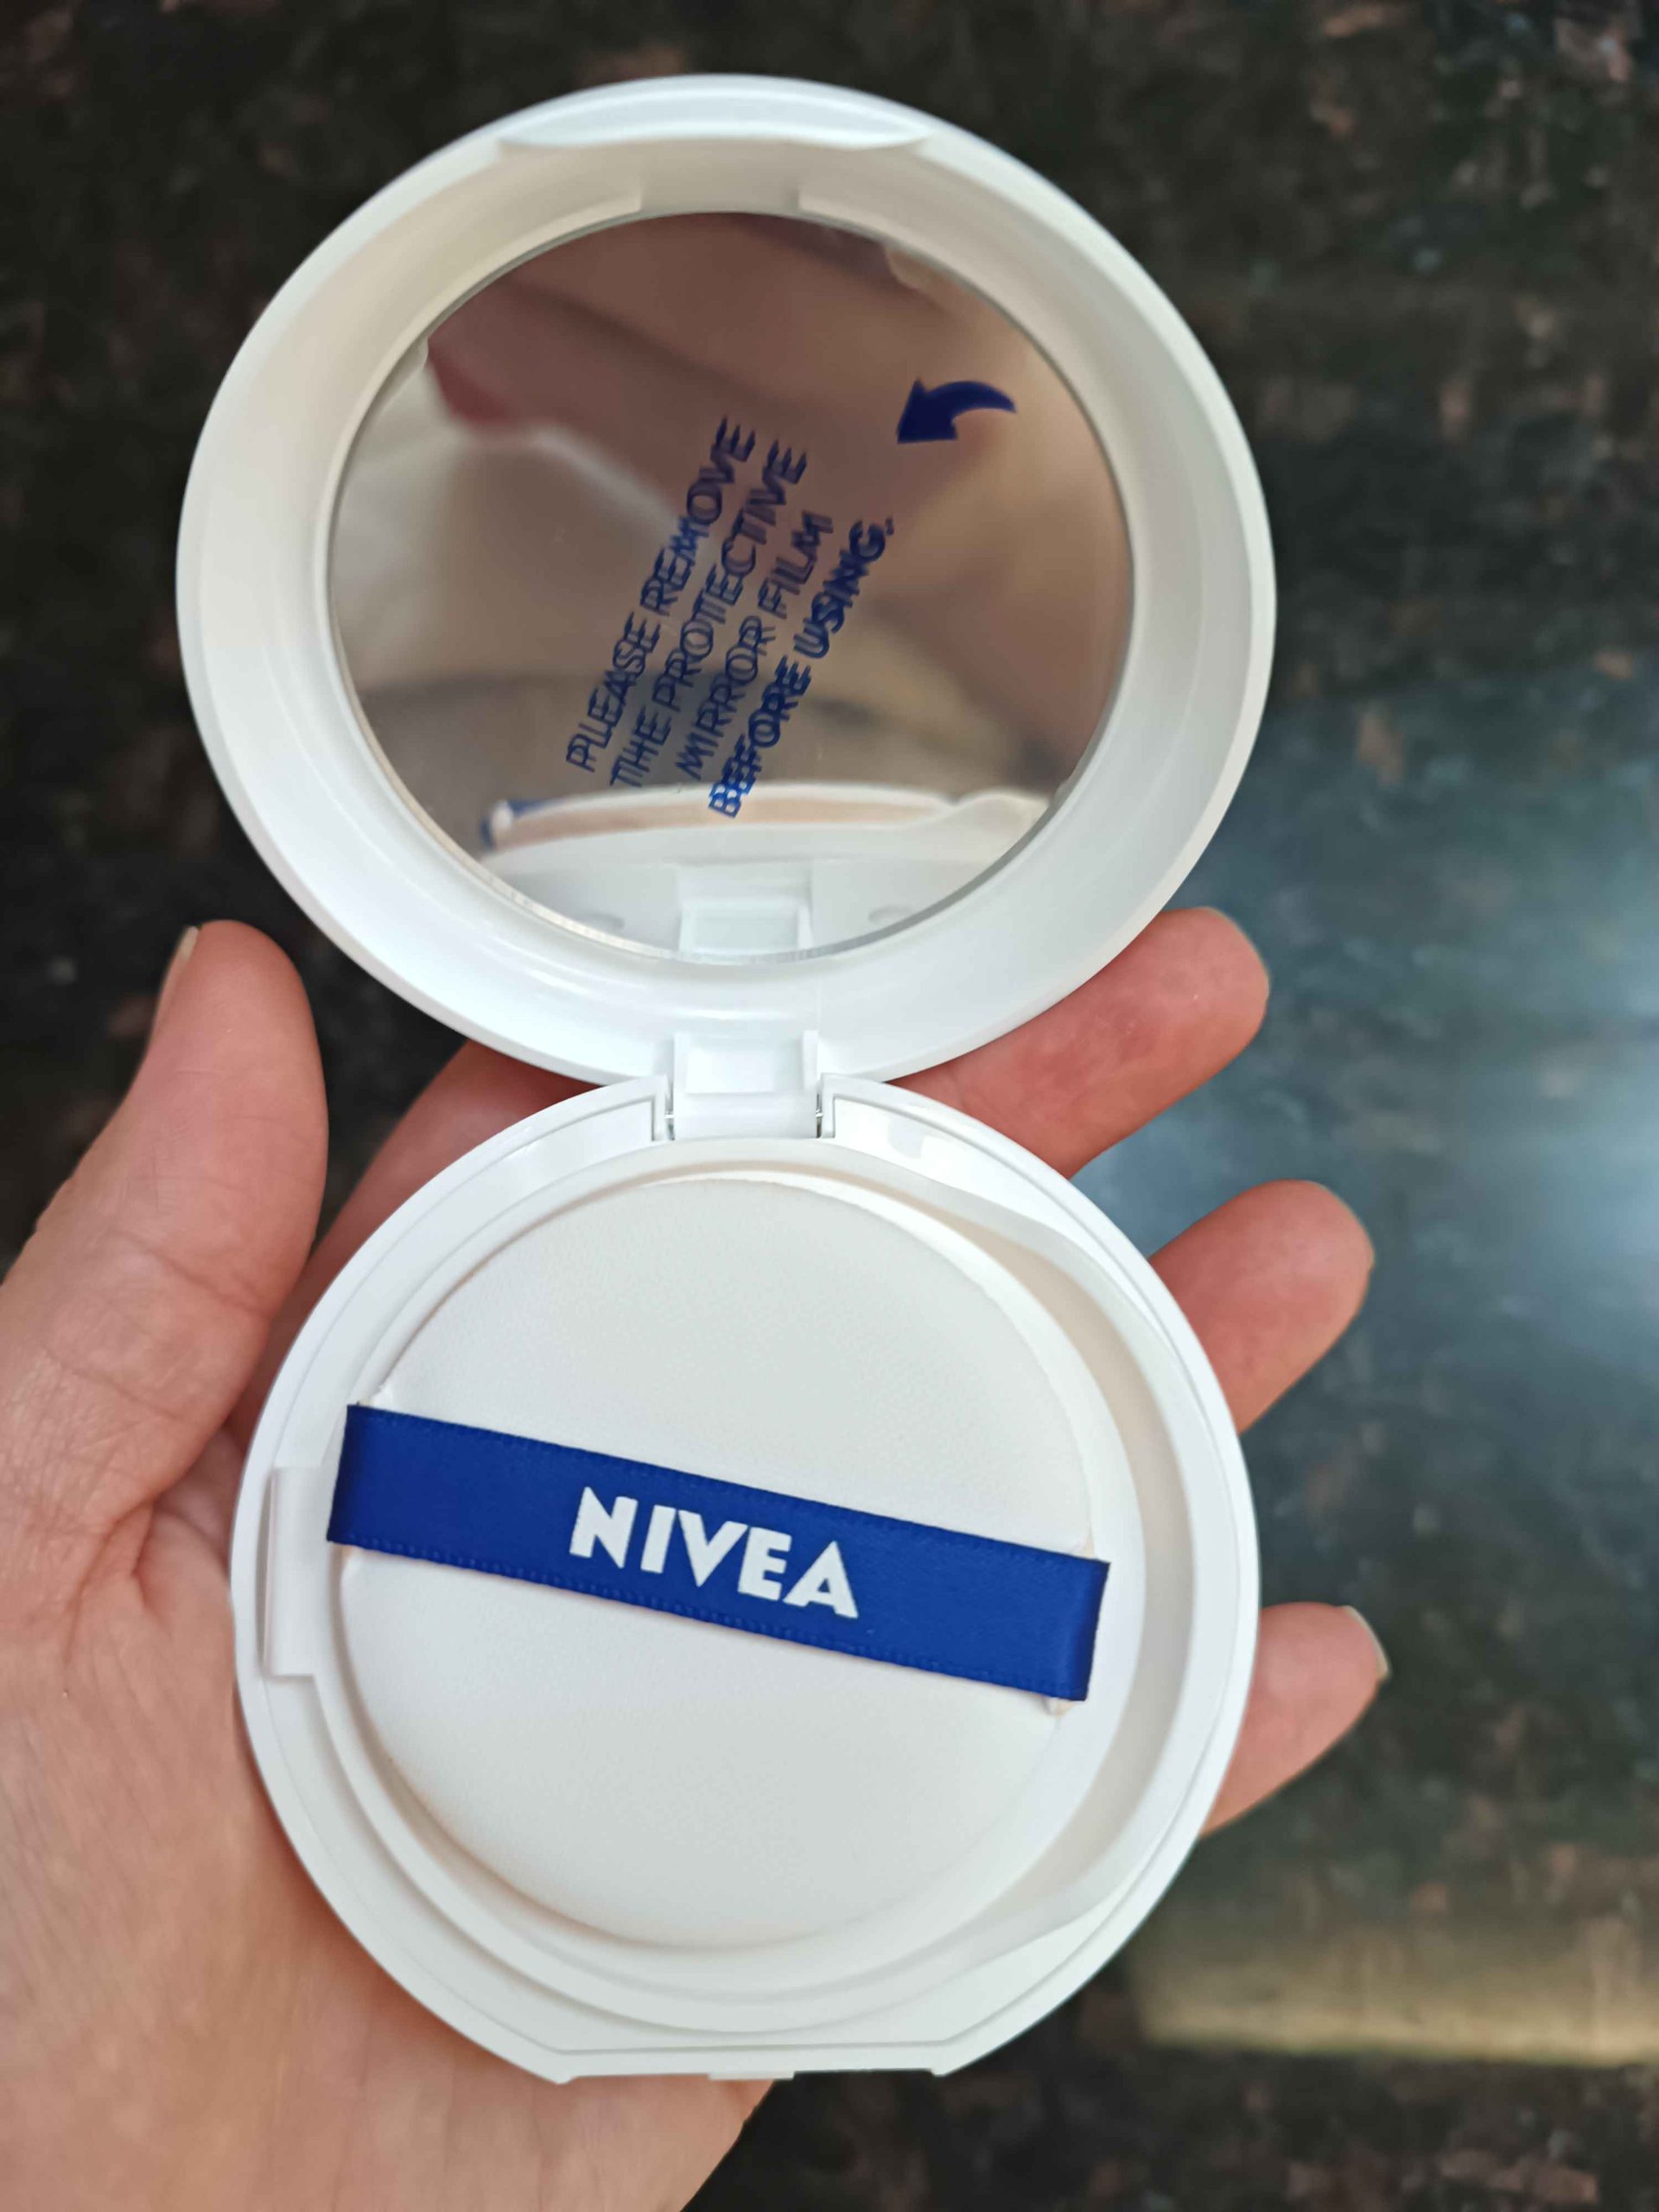 PLEASE REMOVE
THE PROTECTIVE
MIRROR FILM
BEFORE USING.
NIVEA